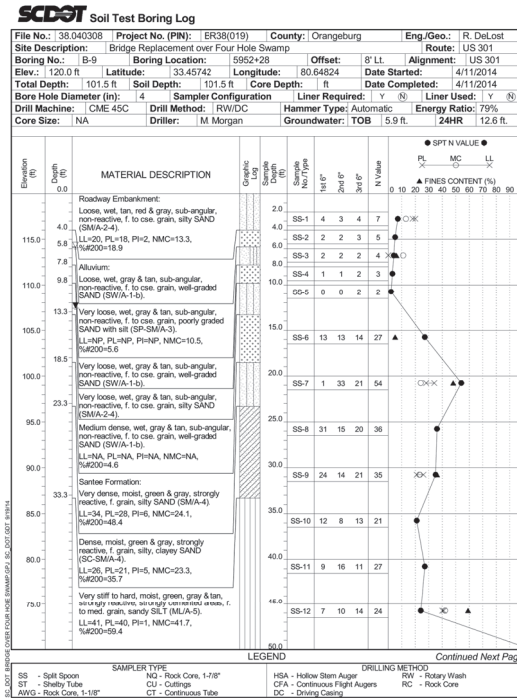 SCDOT Soil Test Boring Log
File No.: 38.040308 Project No. (PIN): ER38(019) County: Orangeburg Eng./Geo.: R. DeLost
Site Description: Bridge Replacement over Four Hole Swamp Route: US 301
Boring No.: B-9 Boring Location: 5952+28 Offset: 8' Lt. Alignment: US 301
Elev.: 120.0 ft Latitude: 33.45742 Longitude: 80.64824 Date Started: 4/11/2014
Total Depth: 101.5 ft Soil Depth: 101.5 ft Core Depth: ft Date Completed: 4/11/2014
Bore Hole Diameter (in): 4 Sampler Configuration Liner Required: Y N Liner Used: Y N
Drill Machine: CME 45C Drill Method: RW/DC Hammer Type: Automatic Energy Ratio: 79%
Core Size: NA Driller: M. Morgan Groundwater: TOB 5.9 ft. 24HR 12.6 ft.
Elevation (ft)
Depth (ft)
MATERIAL DESCRIPTION
Graphic Log
Sample Depth (ft)
Sample No./Type
1st 6"
2nd 6"
3rd 6"
N Value
● SPT N VALUE ●
PL MC LL
▲ FINES CONTENT (%)
0 10 20 30 40 50 60 70 80 90
0.0
Roadway Embankment:
Loose, wet, tan, red & gray, sub-angular,
non-reactive, f. to cse. grain, silty SAND
4.0 (SM/A-2-4).
115.0 5.8 LL=20, PL=18, PI=2, NMC=13.3,
%#200=18.9
7.8
Alluvium:
9.8 Loose, wet, gray & tan, sub-angular,
110.0 non-reactive, f. to cse. grain, well-graded
SAND (SW/A-1-b).
13.3 Very loose, wet, gray & tan, sub-angular,
non-reactive, f. to cse. grain, poorly graded
105.0 SAND with silt (SP-SM/A-3).
LL=NP, PL=NP, PI=NP, NMC=10.5,
%#200=5.6
18.5 Very loose, wet, gray & tan, sub-angular,
non-reactive, f. to cse. grain, well-graded
100.0 SAND (SW/A-1-b).
Very loose, wet, gray & tan, sub-angular,
23.3 non-reactive, f. to cse. grain, silty SAND
(SM/A-2-4).
95.0 Medium dense, wet, gray & tan, sub-angular,
non-reactive, f. to cse. grain, well-graded
SAND (SW/A-1-b).
LL=NA, PL=NA, PI=NA, NMC=NA,
90.0 %#200=4.6
Santee Formation:
33.3 Very dense, moist, green & gray, strongly
reactive, f. grain, silty SAND (SM/A-4).
85.0 LL=34, PL=28, PI=6, NMC=24.1,
%#200=48.4
Dense, moist, green & gray, strongly
80.0 reactive, f. grain, silty, clayey SAND
(SC-SM/A-4).
LL=26, PL=21, PI=5, NMC=23.3,
%#200=35.7
Very stiff to hard, moist, green, gray & tan,
75.0 strongly reactive, strongly cemented areas, f.
to med. grain, sandy SILT (ML/A-5).
LL=41, PL=40, PI=1, NMC=41.7,
%#200=59.4
2.0
SS-1 4 3 4 7
4.0
SS-2 2 2 3 5
6.0
SS-3 2 2 2 4
8.0
SS-4 1 1 2 3
10.0
SS-5 0 0 2 2
15.0
SS-6 13 13 14 27
20.0
SS-7 1 33 21 54
25.0
SS-8 31 15 20 36
30.0
SS-9 24 14 21 35
35.0
SS-10 12 8 13 21
40.0
SS-11 9 16 11 27
45.0
SS-12 7 10 14 24
50.0
LEGEND Continued Next Pag
SAMPLER TYPE DRILLING METHOD
SS - Split Spoon NQ - Rock Core, 1-7/8" HSA - Hollow Stem Auger RW - Rotary Wash
ST - Shelby Tube CU - Cuttings CFA - Continuous Flight Augers RC - Rock Core
AWG - Rock Core, 1-1/8" CT - Continuous Tube DC - Driving Casing
SC_DOT BRIDGE OVER FOUR HOLE SWAMP.GPJ SC_DOT.GDT 9/19/14